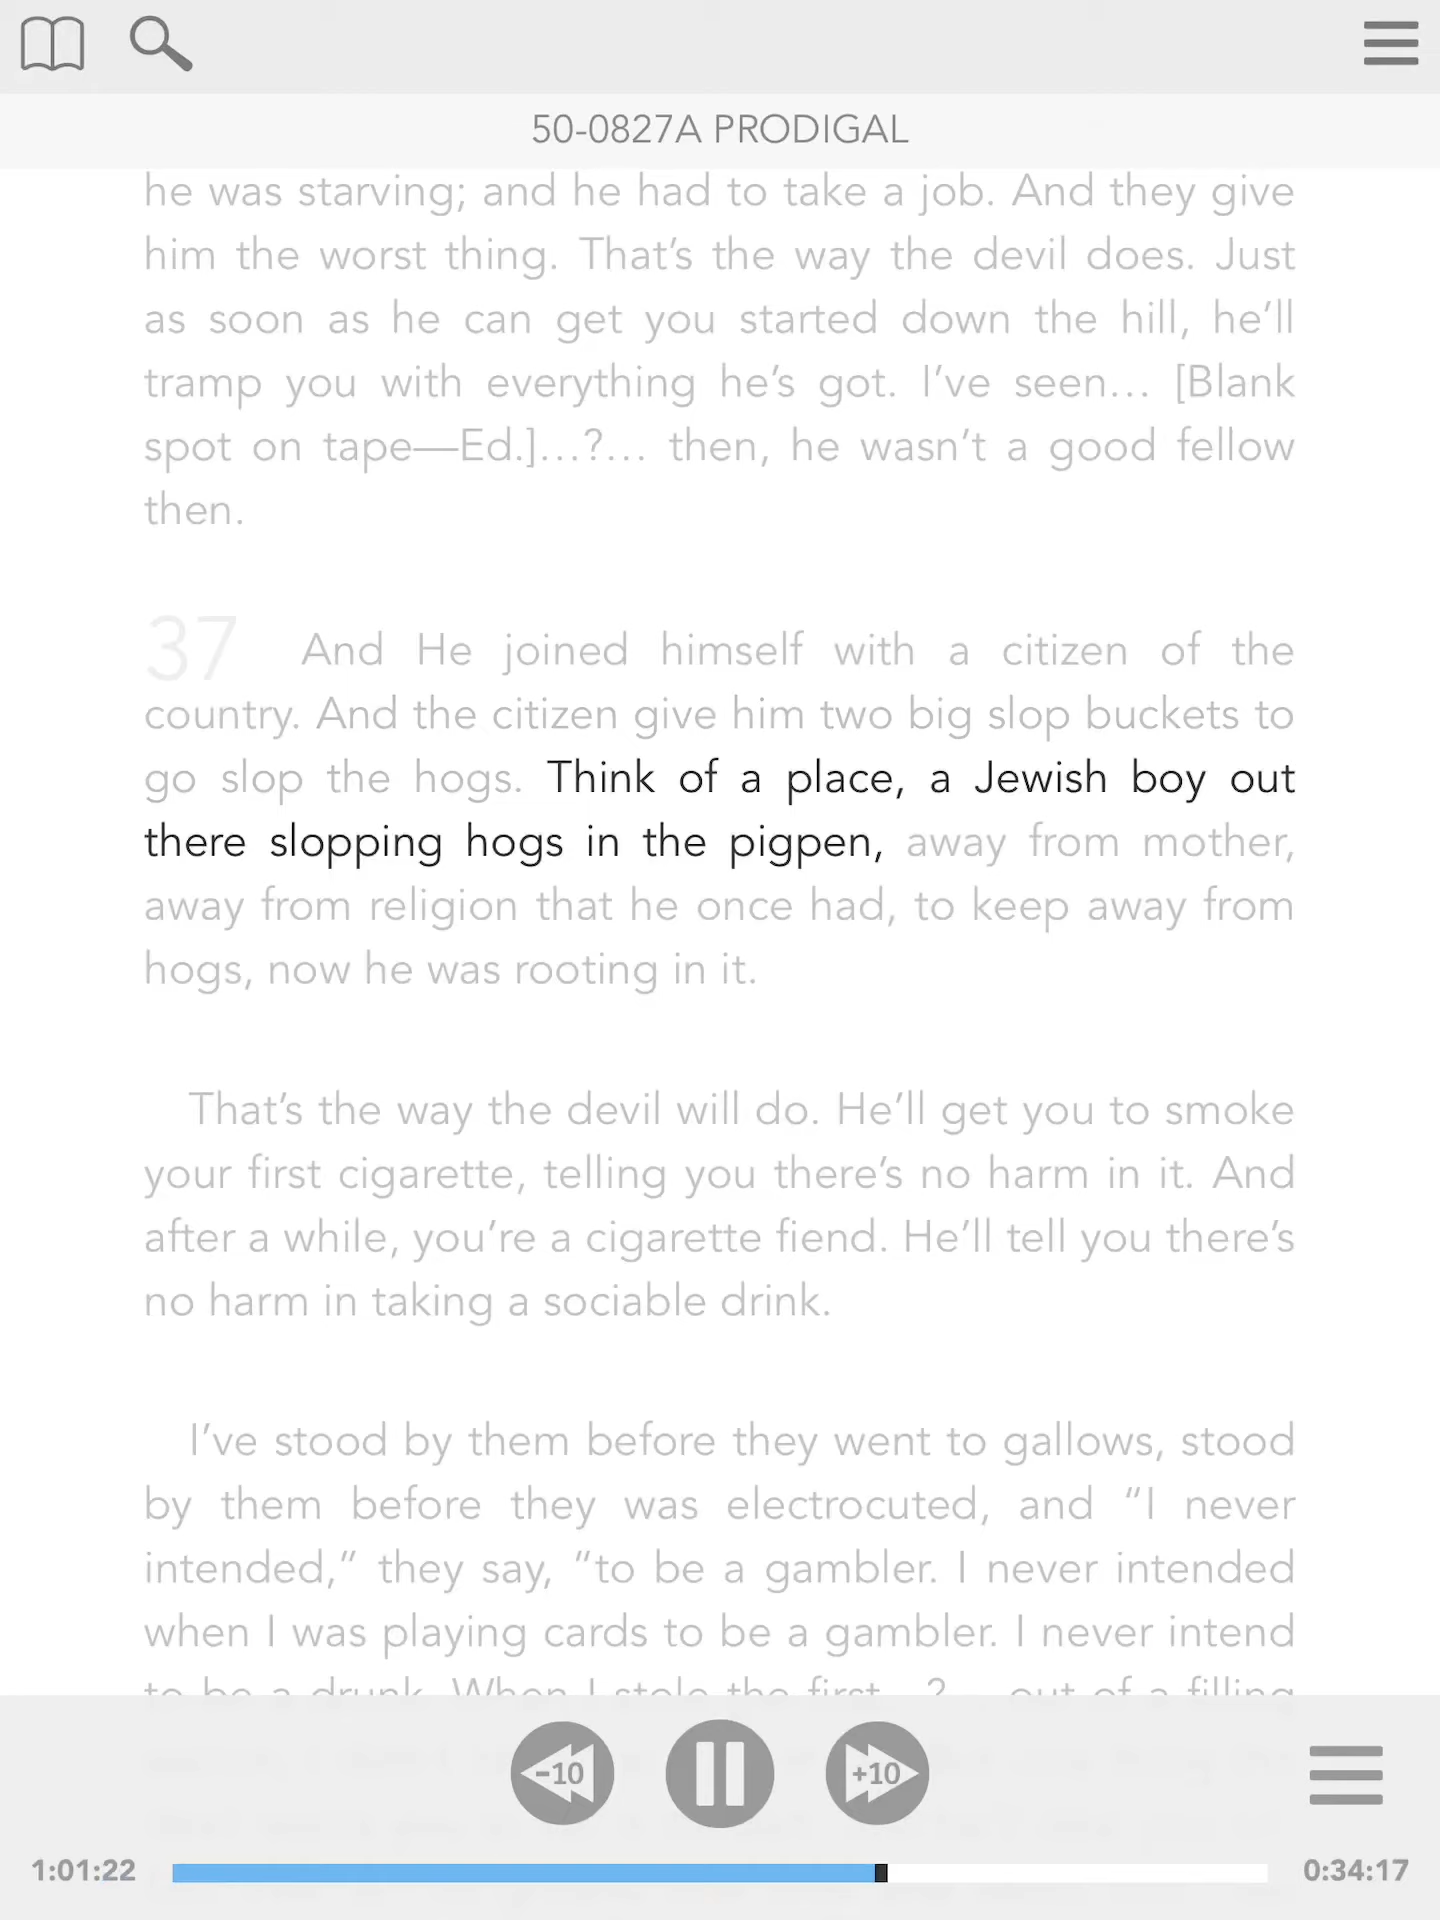 50-0827A PRODIGAL
he was starving; and he had to take a job. And they give
him the worst thing. That’s the way the devil does. Just
as soon as he can get you started down the hill, he’ll
tramp you with everything he’s got. I’ve seen… [Blank
spot on tape—Ed.]…?… then, he wasn’t a good fellow
then.
37 And He joined himself with a citizen of the
country. And the citizen give him two big slop buckets to
go slop the hogs. Think of a place, a Jewish boy out
there slopping hogs in the pigpen, away from mother,
away from religion that he once had, to keep away from
hogs, now he was rooting in it.
That’s the way the devil will do. He’ll get you to smoke
your first cigarette, telling you there’s no harm in it. And
after a while, you’re a cigarette fiend. He’ll tell you there’s
no harm in taking a sociable drink.
I’ve stood by them before they went to gallows, stood
by them before they was electrocuted, and “I never
intended,” they say, “to be a gambler. I never intended
when I was playing cards to be a gambler. I never intend
to be a drunk. When I stole the first…?… out of a filling
-10 +10
1:01:22 0:34:17